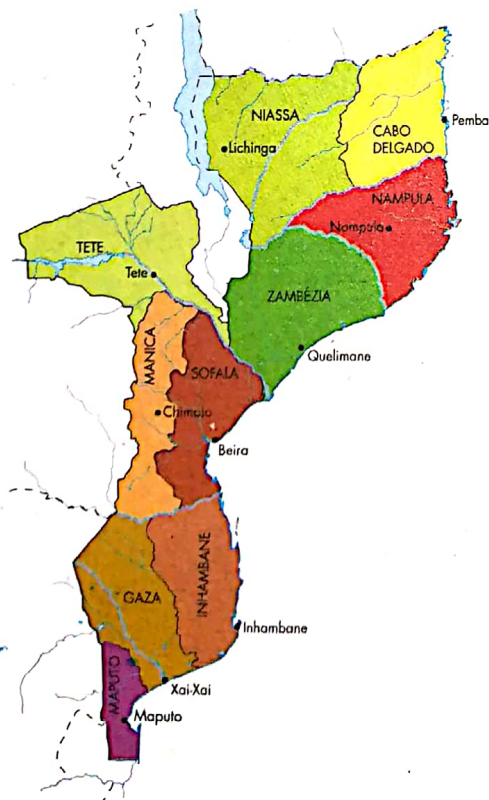 NIASSA
Lichinga
CABO
DELGADO
Pemba
NAMPULA
Nampula
TETE
Tete
ZAMBÉZIA
MANICA
SOFALA
Quelimane
Chimoio
Beira
INHAMBANE
GAZA
Inhambane
MAPUTO
Xai-Xai
Maputo